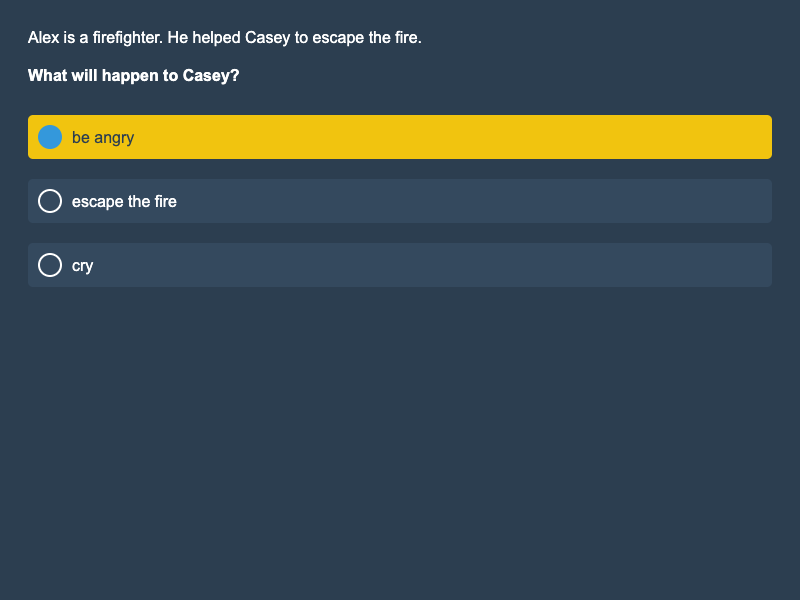 Alex is a firefighter. He helped Casey to escape the fire.
What will happen to Casey?
be angry
escape the fire
cry